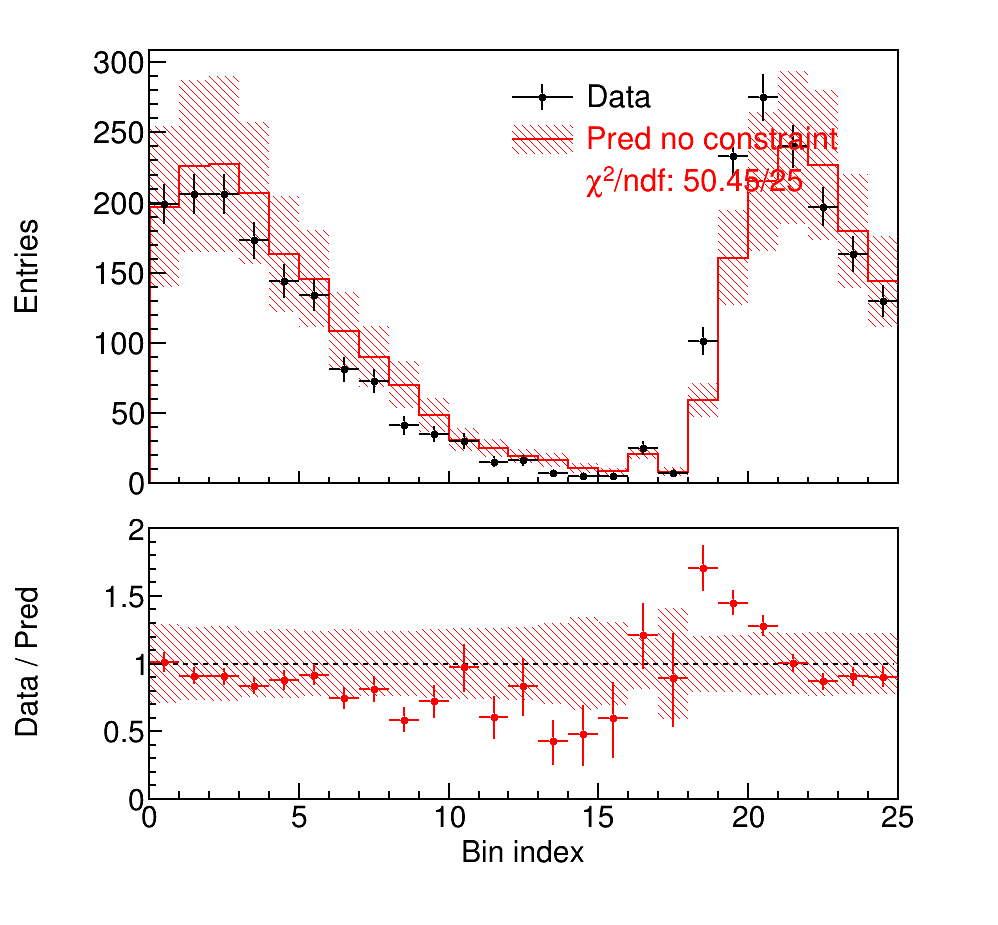 300
250
200
150
100
50
0
Entries
Data
Pred no constraint
χ²/ndf: 50.45/25
2
1.5
1
0.5
0
Data / Pred
0 5 10 15 20 25
Bin index